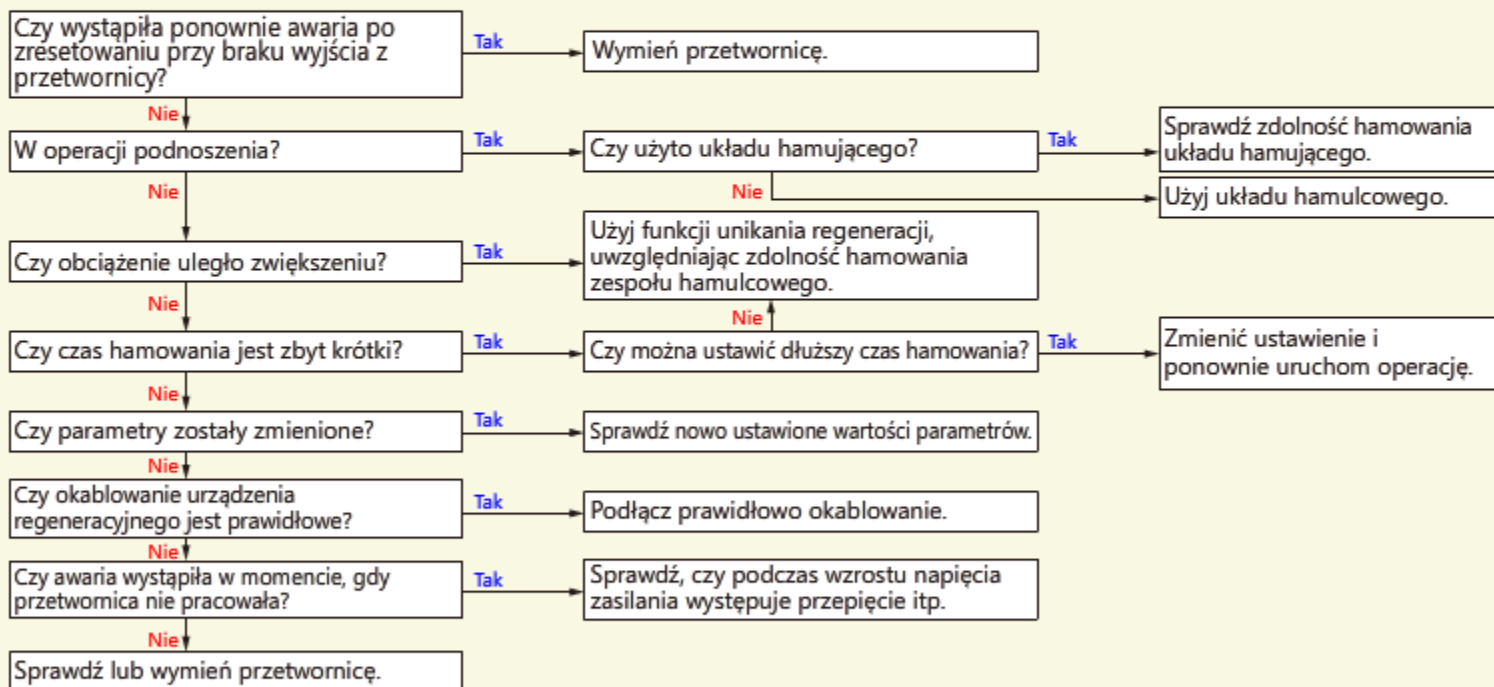 Czy wystąpiła ponownie awaria po
zresetowaniu przy braku wyjścia z
przetwornicy?
Tak
Wymień przetwornicę.
Nie
W operacji podnoszenia?
Tak
Czy użyto układu hamującego?
Tak
Sprawdź zdolność hamowania
układu hamującego.
Nie
Nie
Użyj układu hamulcowego.
Czy obciążenie uległo zwiększeniu?
Tak
Użyj funkcji unikania regeneracji,
uwzględniając zdolność hamowania
zespołu hamulcowego.
Nie
Nie
Czy czas hamowania jest zbyt krótki?
Tak
Czy można ustawić dłuższy czas hamowania?
Tak
Zmienić ustawienie i
ponownie uruchom operację.
Nie
Czy parametry zostały zmienione?
Tak
Sprawdź nowo ustawione wartości parametrów.
Nie
Czy okablowanie urządzenia
regeneracyjnego jest prawidłowe?
Tak
Podłącz prawidłowo okablowanie.
Nie
Czy awaria wystąpiła w momencie, gdy
przetwornica nie pracowała?
Tak
Sprawdź, czy podczas wzrostu napięcia
zasilania występuje przepięcie itp.
Nie
Sprawdź lub wymień przetwornicę.